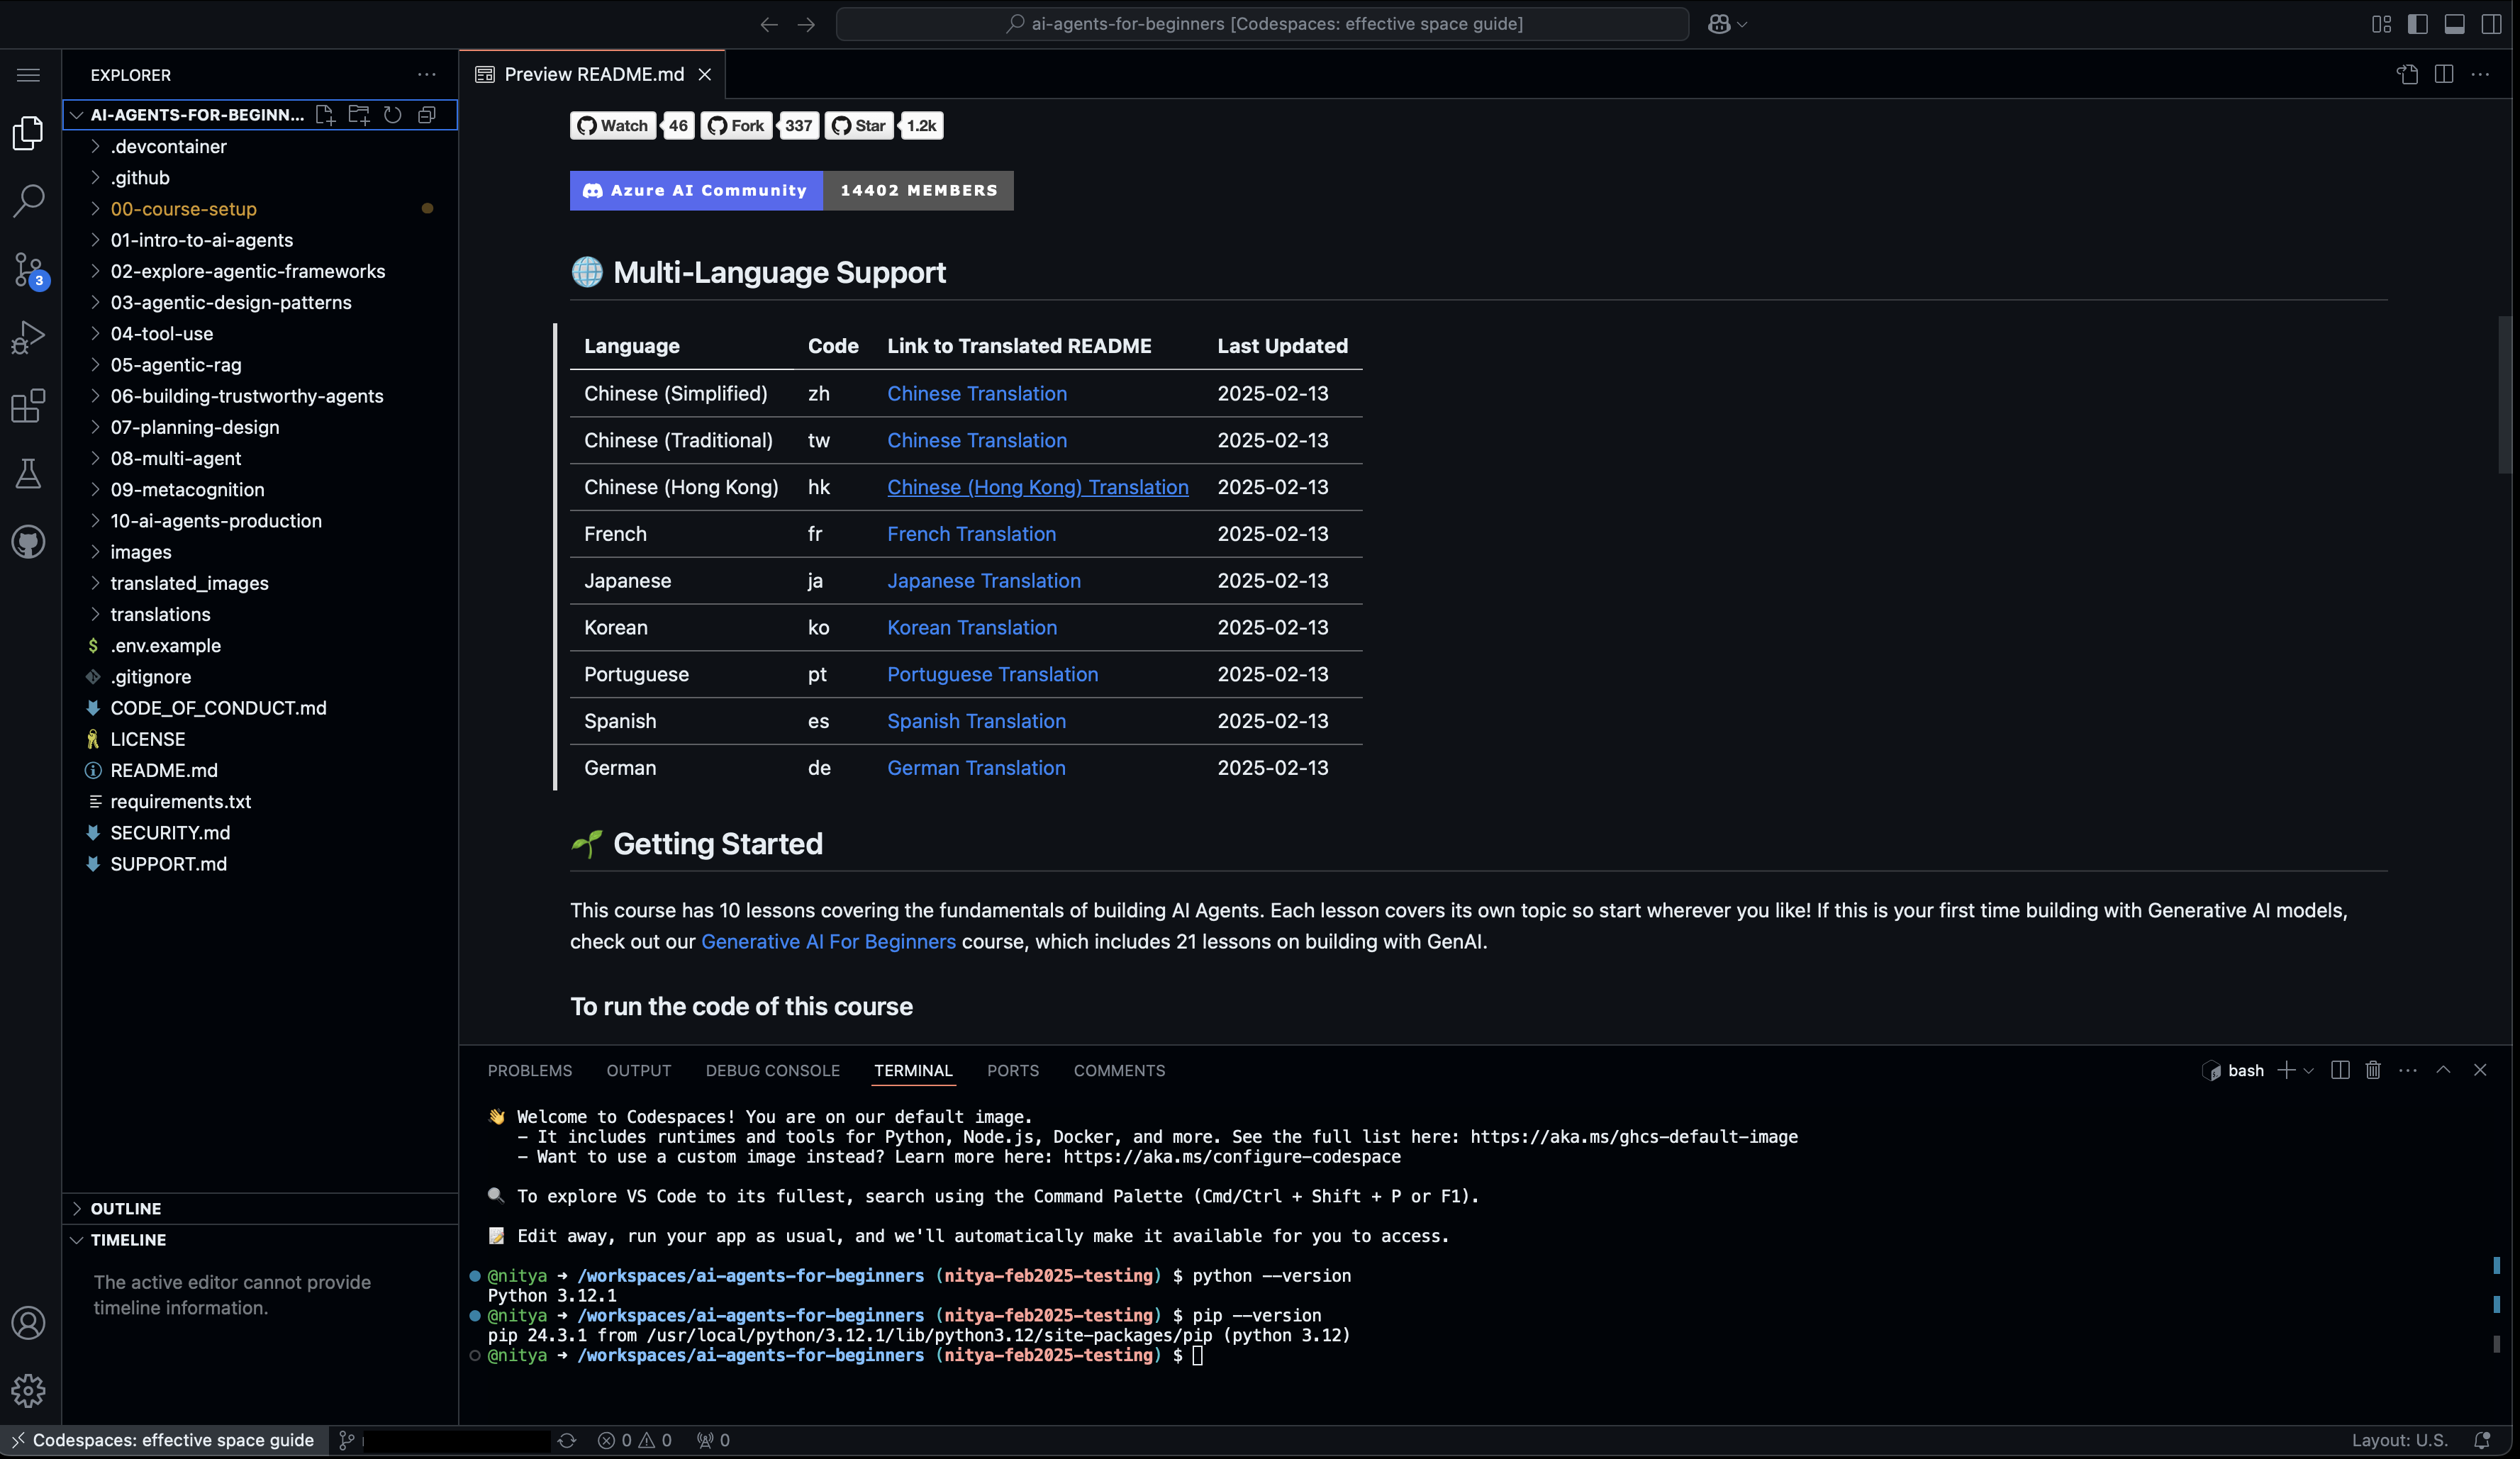 ai-agents-for-beginners [Codespaces: effective space guide]
EXPLORER
AI-AGENTS-FOR-BEGINN...
.devcontainer
.github
00-course-setup
01-intro-to-ai-agents
02-explore-agentic-frameworks
03-agentic-design-patterns
04-tool-use
05-agentic-rag
06-building-trustworthy-agents
07-planning-design
08-multi-agent
09-metacognition
10-ai-agents-production
images
translated_images
translations
$ .env.example
.gitignore
CODE_OF_CONDUCT.md
LICENSE
README.md
requirements.txt
SECURITY.md
SUPPORT.md
OUTLINE
TIMELINE
The active editor cannot provide
timeline information.
3
Preview README.md
Watch 46 Fork 337 Star 1.2k
Azure AI Community 14402 MEMBERS
Multi-Language Support
Language Code Link to Translated README Last Updated
Chinese (Simplified) zh Chinese Translation 2025-02-13
Chinese (Traditional) tw Chinese Translation 2025-02-13
Chinese (Hong Kong) hk Chinese (Hong Kong) Translation 2025-02-13
French fr French Translation 2025-02-13
Japanese ja Japanese Translation 2025-02-13
Korean ko Korean Translation 2025-02-13
Portuguese pt Portuguese Translation 2025-02-13
Spanish es Spanish Translation 2025-02-13
German de German Translation 2025-02-13
Getting Started
This course has 10 lessons covering the fundamentals of building AI Agents. Each lesson covers its own topic so start wherever you like! If this is your first time building with Generative AI models,
check out our Generative AI For Beginners course, which includes 21 lessons on building with GenAI.
To run the code of this course
PROBLEMS OUTPUT DEBUG CONSOLE TERMINAL PORTS COMMENTS
bash
👋 Welcome to Codespaces! You are on our default image.
- It includes runtimes and tools for Python, Node.js, Docker, and more. See the full list here: https://aka.ms/ghcs-default-image
- Want to use a custom image instead? Learn more here: https://aka.ms/configure-codespace
🔍 To explore VS Code to its fullest, search using the Command Palette (Cmd/Ctrl + Shift + P or F1).
📝 Edit away, run your app as usual, and we'll automatically make it available for you to access.
@nitya ➜ /workspaces/ai-agents-for-beginners (nitya-feb2025-testing) $ python --version
Python 3.12.1
@nitya ➜ /workspaces/ai-agents-for-beginners (nitya-feb2025-testing) $ pip --version
pip 24.3.1 from /usr/local/python/3.12.1/lib/python3.12/site-packages/pip (python 3.12)
@nitya ➜ /workspaces/ai-agents-for-beginners (nitya-feb2025-testing) $
Codespaces: effective space guide
0 0 0
Layout: U.S.